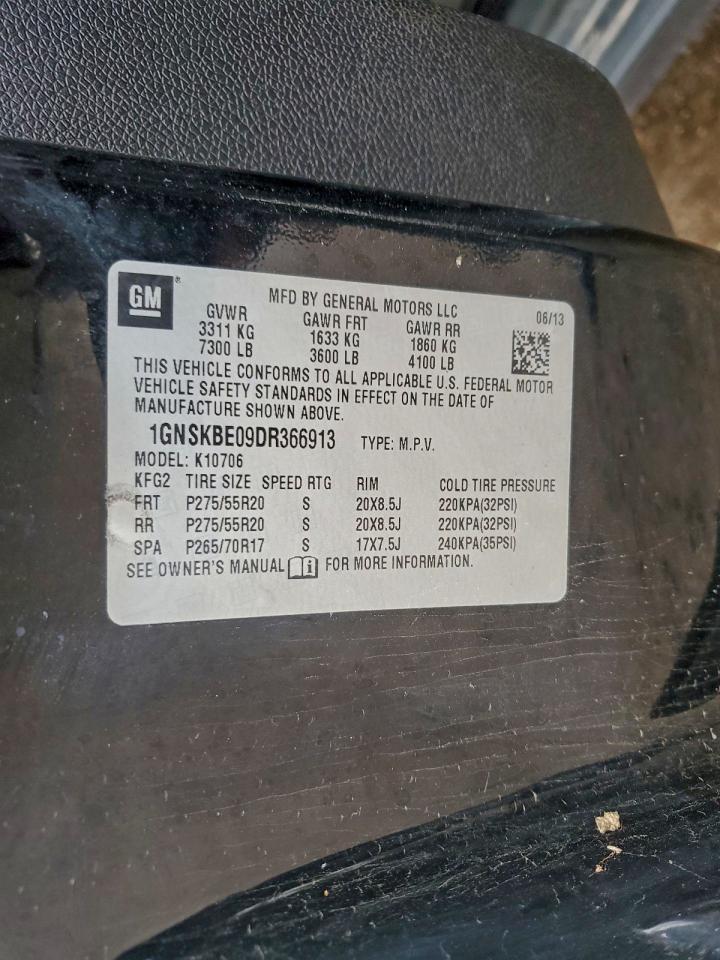 GM®
MFD BY GENERAL MOTORS LLC
06/13
GVWR GAWR FRT GAWR RR
3311 KG 1633 KG 1860 KG
7300 LB 3600 LB 4100 LB
THIS VEHICLE CONFORMS TO ALL APPLICABLE U.S. FEDERAL MOTOR
VEHICLE SAFETY STANDARDS IN EFFECT ON THE DATE OF
MANUFACTURE SHOWN ABOVE.
1GNSKBE09DR366913 TYPE: M.P.V.
MODEL: K10706
KFG2 TIRE SIZE SPEED RTG RIM COLD TIRE PRESSURE
FRT P275/55R20 S 20X8.5J 220KPA(32PSI)
RR P275/55R20 S 20X8.5J 220KPA(32PSI)
SPA P265/70R17 S 17X7.5J 240KPA(35PSI)
SEE OWNER'S MANUAL i FOR MORE INFORMATION.